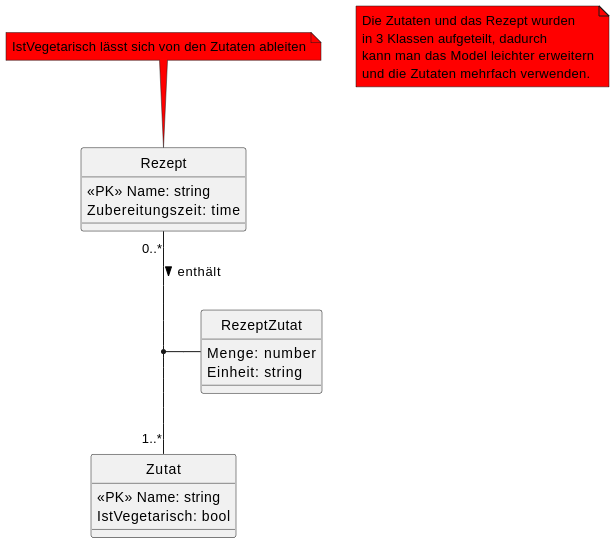 IstVegetarisch lässt sich von den Zutaten ableiten
Die Zutaten und das Rezept wurden
in 3 Klassen aufgeteilt, dadurch
kann man das Model leichter erweitern
und die Zutaten mehrfach verwenden.
Rezept
«PK» Name: string
Zubereitungszeit: time
0..*
enthält
RezeptZutat
Menge: number
Einheit: string
1..*
Zutat
«PK» Name: string
IstVegetarisch: bool